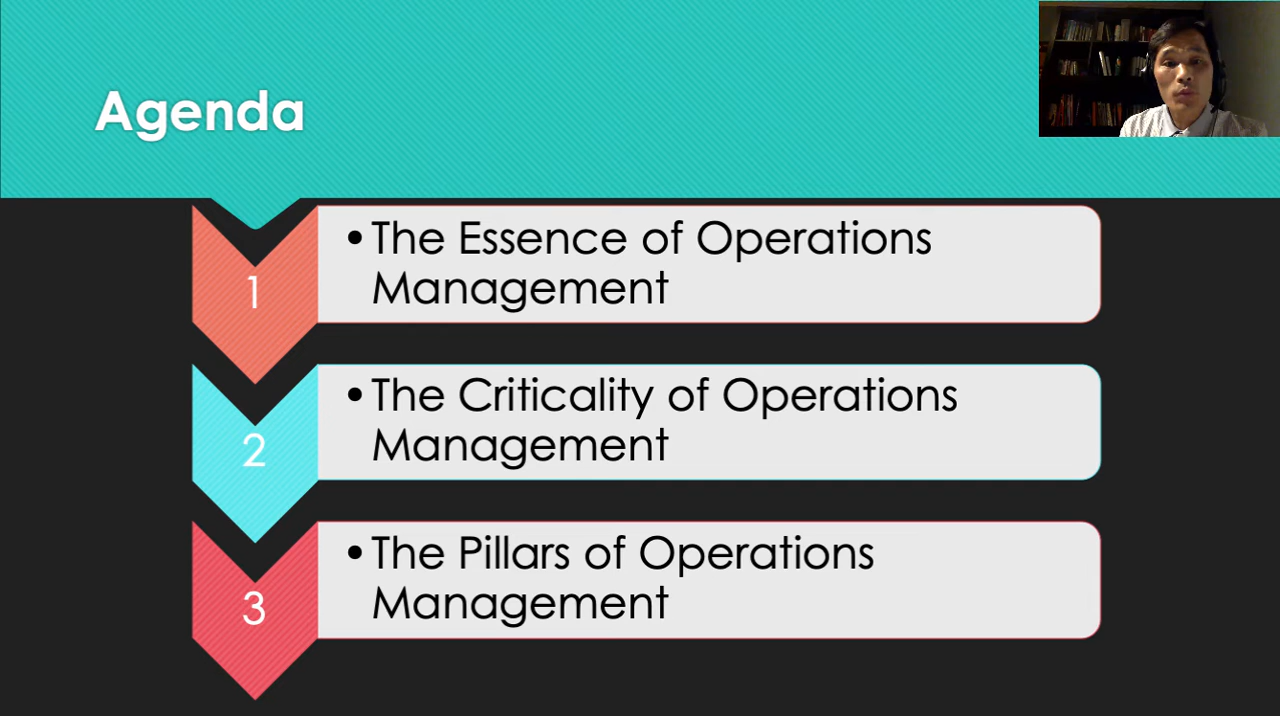 Agenda
1
•The Essence of Operations
Management
2
•The Criticality of Operations
Management
3
•The Pillars of Operations
Management